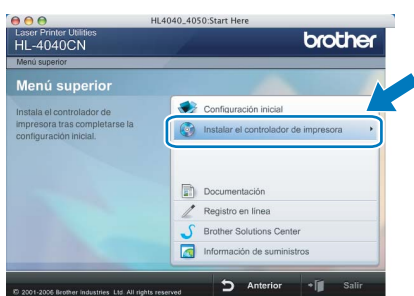 HL4040_4050:Start Here
Laser Printer Utilities
HL-4040CN
brother
Menú superior
Menú superior
Instala el controlador de
impresora tras completarse la
configuración inicial.
Configuración inicial
Instalar el controlador de impresora
Documentación
Registro en línea
Brother Solutions Center
Información de suministros
© 2001-2006 Brother Industries Ltd. All rights reserved
Anterior
Salir